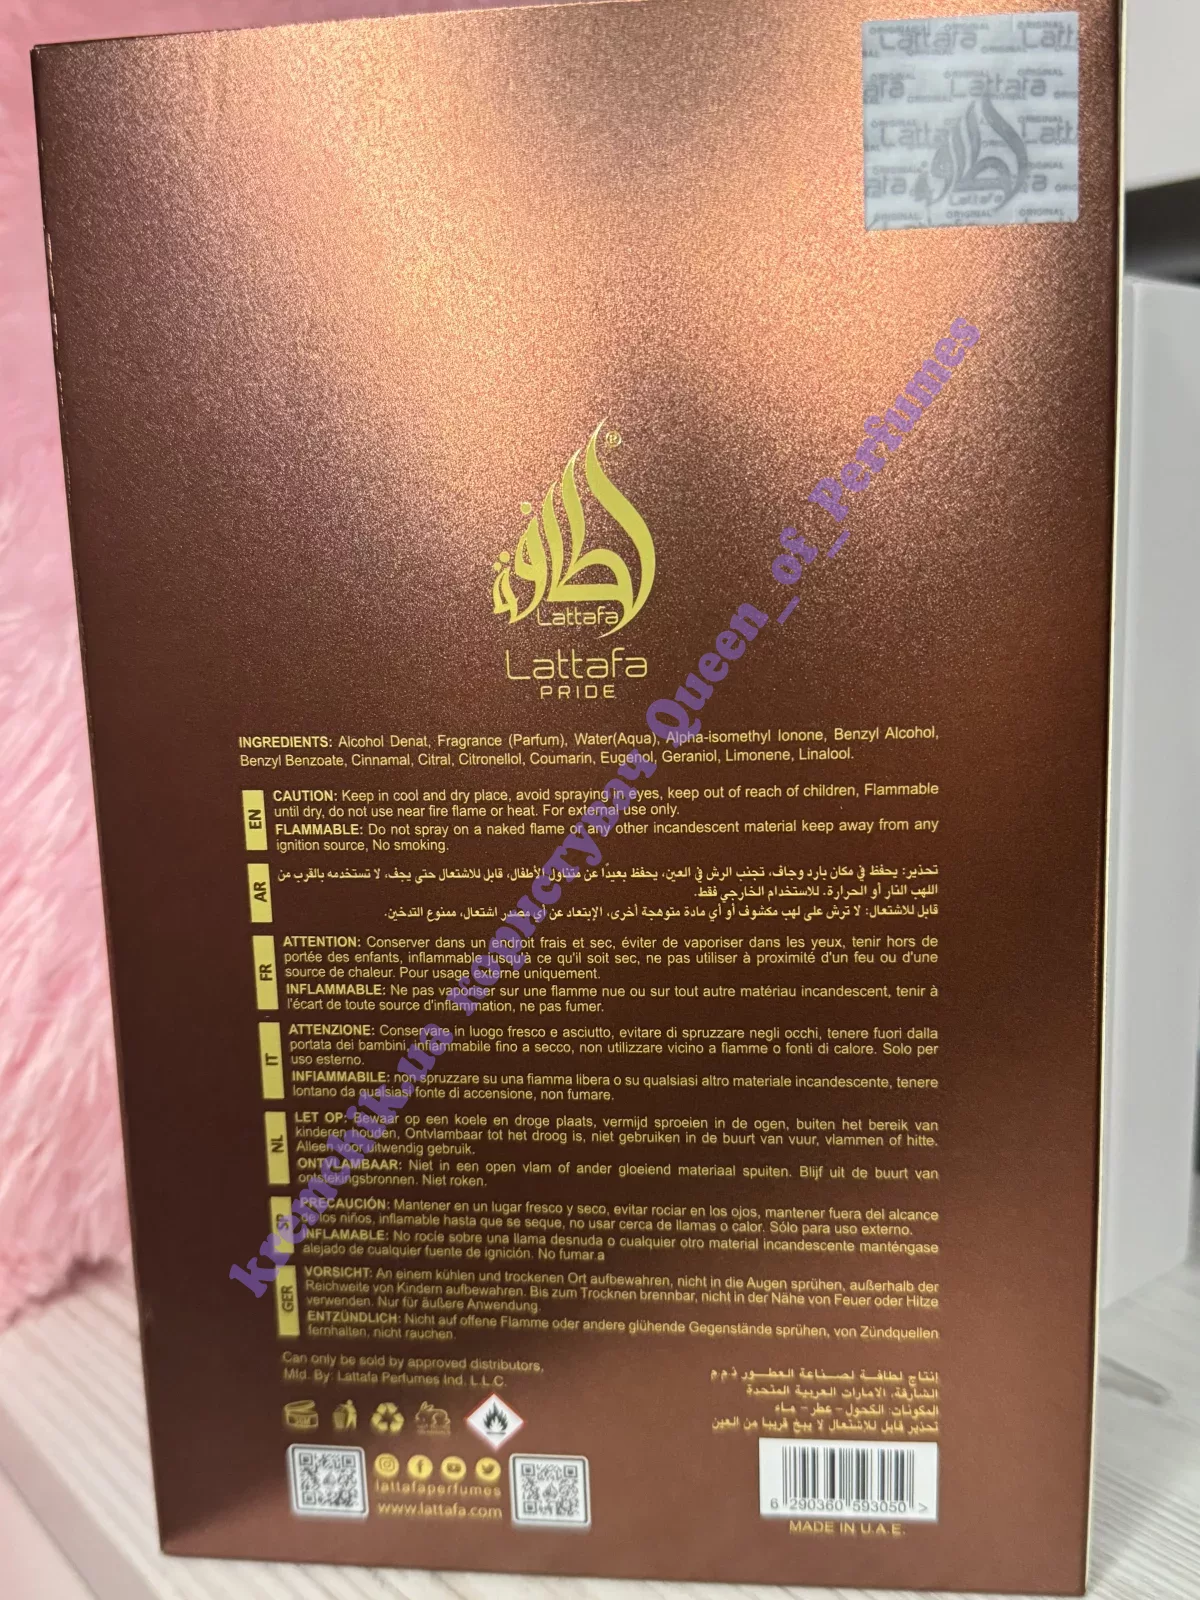 ORIGINAL
Lattafa
ORIGINAL
لطافة
Lattafa
ORIGINAL
لطافة
®
Lattafa
Lattafa
PRIDE
INGREDIENTS: Alcohol Denat, Fragrance (Parfum), Water(Aqua), Alpha-isomethyl Ionone, Benzyl Alcohol,
Benzyl Benzoate, Cinnamal, Citral, Citronellol, Coumarin, Eugenol, Geraniol, Limonene, Linalool.
EN
CAUTION: Keep in cool and dry place, avoid spraying in eyes, keep out of reach of children, Flammable
until dry, do not use near fire flame or heat. For external use only.
FLAMMABLE: Do not spray on a naked flame or any other incandescent material keep away from any
ignition source, No smoking.
AR
تحذير: يحفظ في مكان بارد وجاف، تجنب الرش في العين، يحفظ بعيدًا عن متناول الأطفال، قابل للاشتعال حتى يجف، لا تستخدمه بالقرب من
اللهب النار أو الحرارة. للاستخدام الخارجي فقط.
قابل للاشتعال: لا ترش على لهب مكشوف أو أي مادة متوهجة أخرى، الإبتعاد عن أي مصدر اشتعال، ممنوع التدخين.
FR
ATTENTION: Conserver dans un endroit frais et sec, éviter de vaporiser dans les yeux, tenir hors de
portée des enfants, inflammable jusqu'à ce qu'il soit sec, ne pas utiliser à proximité d'un feu ou d'une
source de chaleur. Pour usage externe uniquement.
INFLAMMABLE: Ne pas vaporiser sur une flamme nue ou sur tout autre matériau incandescent, tenir à
l'écart de toute source d'inflammation, ne pas fumer.
IT
ATTENZIONE: Conservare in luogo fresco e asciutto, evitare di spruzzare negli occhi, tenere fuori dalla
portata dei bambini, infiammabile fino a secco, non utilizzare vicino a fiamme o fonti di calore. Solo per
uso esterno.
INFIAMMABILE: non spruzzare su una fiamma libera o su qualsiasi altro materiale incandescente, tenere
lontano da qualsiasi fonte di accensione, non fumare.
NL
LET OP: Bewaar op een koele en droge plaats, vermijd sproeien in de ogen, buiten het bereik van
kinderen houden, Ontvlambaar tot het droog is, niet gebruiken in de buurt van vuur, vlammen of hitte.
Alleen voor uitwendig gebruik.
ONTVLAMBAAR: Niet in een open vlam of ander gloeiend materiaal spuiten. Blijf uit de buurt van
ontstekingsbronnen. Niet roken.
SP
PRECAUCIÓN: Mantener en un lugar fresco y seco, evitar rociar en los ojos, mantener fuera del alcance
de los niños, inflamable hasta que se seque, no usar cerca de llamas o calor. Sólo para uso externo.
INFLAMABLE: No rocíe sobre una llama desnuda o cualquier otro material incandescente manténgase
alejado de cualquier fuente de ignición. No fumar.a
GER
VORSICHT: An einem kühlen und trockenen Ort aufbewahren, nicht in die Augen sprühen, außerhalb der
Reichweite von Kindern aufbewahren. Bis zum Trocknen brennbar, nicht in der Nähe von Feuer oder Hitze
verwenden. Nur für äußere Anwendung.
ENTZÜNDLICH: Nicht auf offene Flamme oder andere glühende Gegenstände sprühen, von Zündquellen
fernhalten, nicht rauchen.
Can only be sold by approved distributors,
Mfd. By: Lattafa Perfumes Ind. L.L.C.
إنتاج لطافة لصناعة العطور ذ م م
الشارقة، الامارات العربية المتحدة
المكونات: الكحول - عطر - ماء
تحذير قابل للاشتعال لا يبخ قريبا من العين
lattafaperfumes
www.lattafa.com
6 290360 593050 >
MADE IN U.A.E.